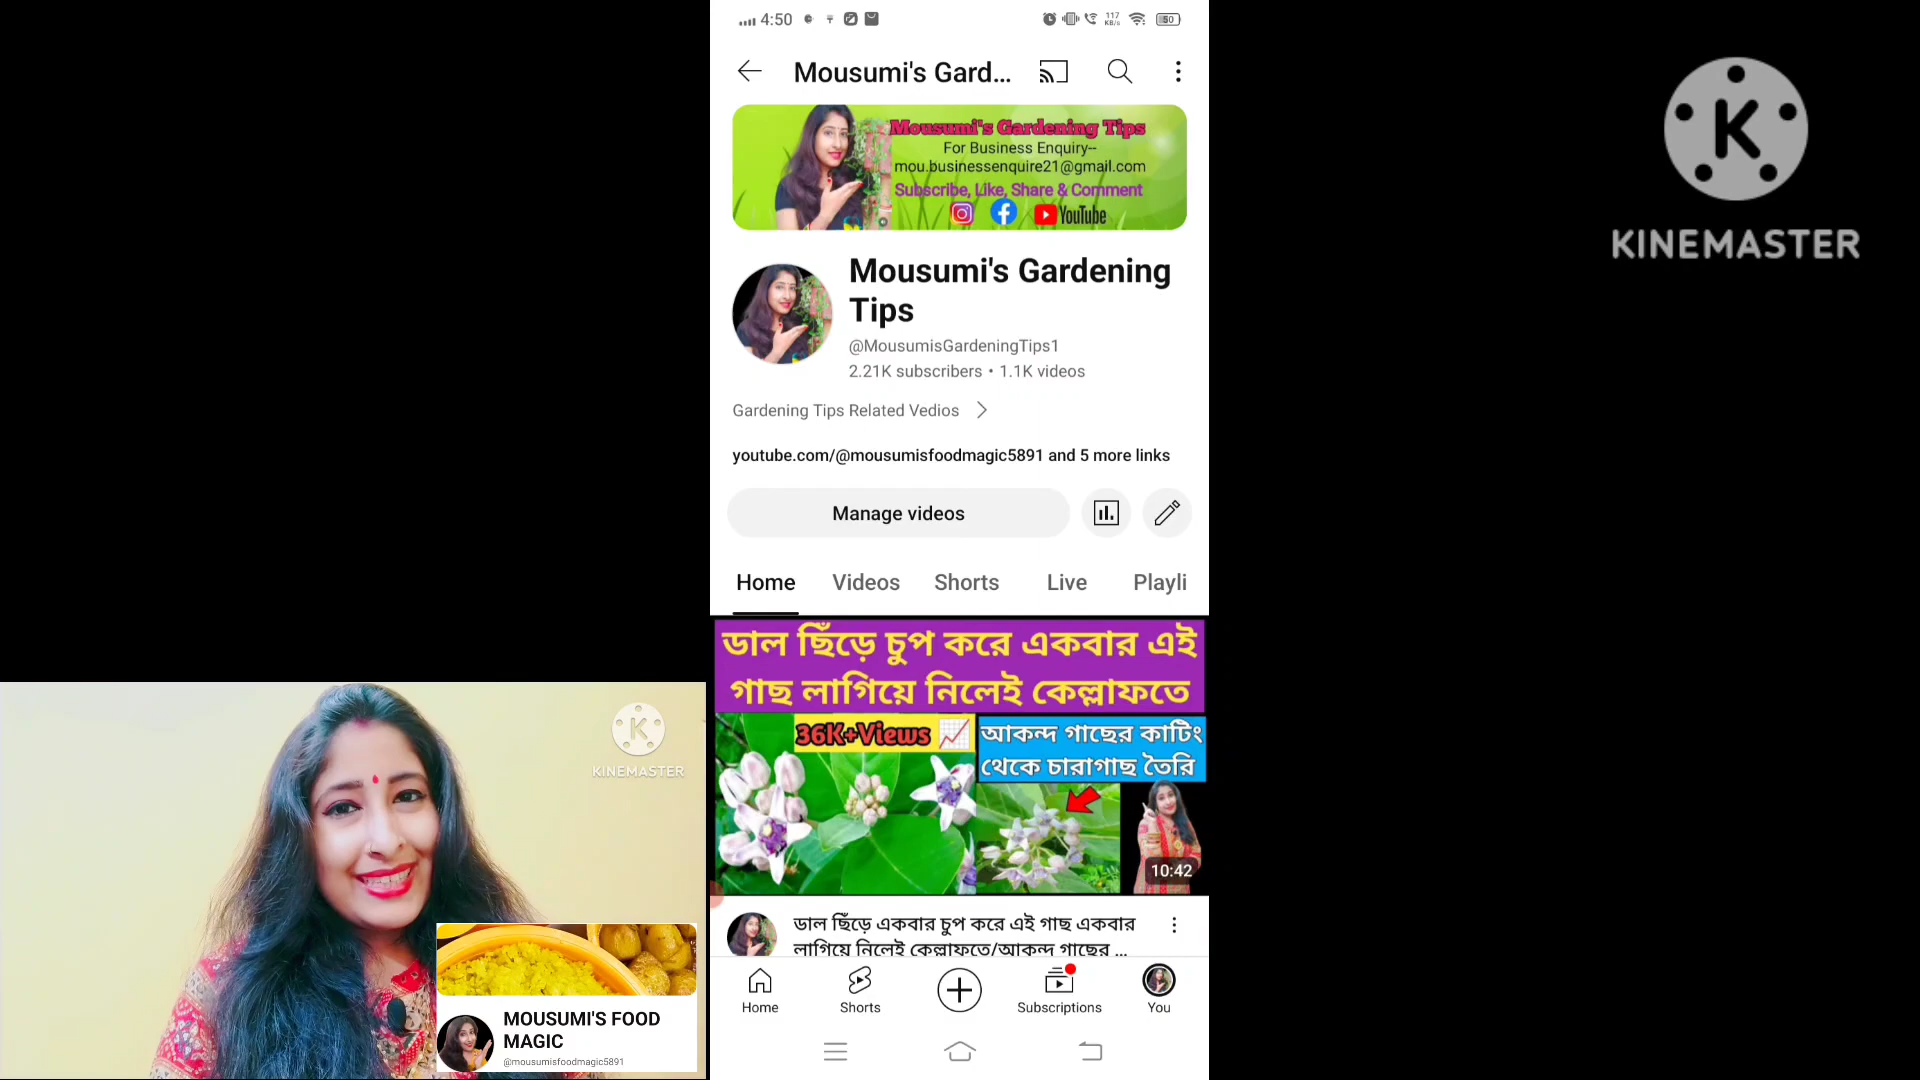 4:50
117
KB/s
50
Mousumi's Gard...
Mousumi's Gardening Tips
For Business Enquiry--
mou.businessenquire21@gmail.com
Subscribe, Like, Share & Comment
YouTube
Mousumi's Gardening
Tips
@MousumisGardeningTips1
2.21K subscribers • 1.1K videos
Gardening Tips Related Vedios
youtube.com/@mousumisfoodmagic5891 and 5 more links
Manage videos
Home Videos Shorts Live Playli
ডাল ছিঁড়ে চুপ করে একবার এই
গাছ লাগিয়ে নিলেই কেল্লাফতে
36K+Views
আকন্দ গাছের কাটিং
থেকে চারাগাছ তৈরি
10:42
ডাল ছিঁড়ে একবার চুপ করে এই গাছ একবার
লাগিয়ে নিলেই কেল্লাফতে/আকন্দ গাছের ...
Home Shorts Subscriptions You
K
KINEMASTER
K
KINEMASTER
MOUSUMI'S FOOD
MAGIC
@mousumisfoodmagic5891